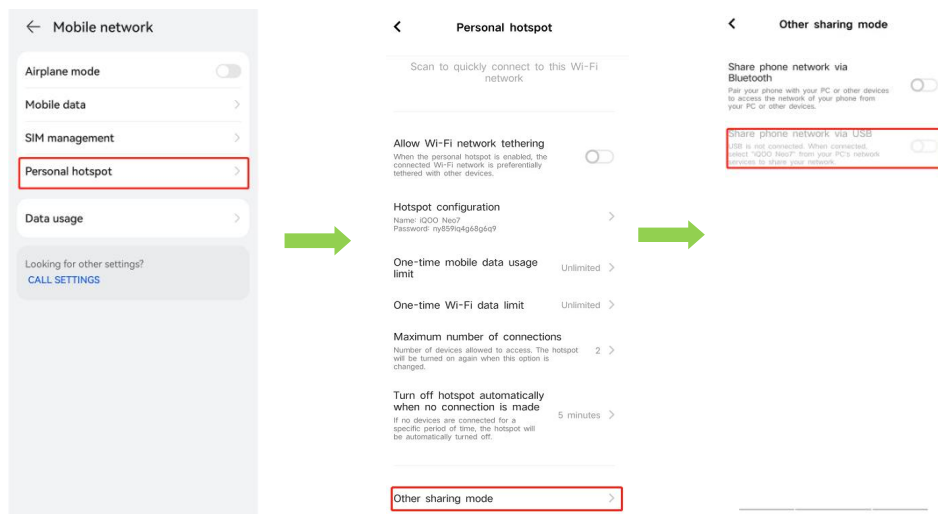 Mobile network
Airplane mode
Mobile data
SIM management
Personal hotspot
Data usage
Looking for other settings?
CALL SETTINGS
Personal hotspot
Scan to quickly connect to this Wi-Fi
network
Allow Wi-Fi network tethering
When the personal hotspot is enabled, the
connected Wi-Fi network is preferentially
tethered with other devices.
Hotspot configuration
Name: iQOO Neo7
Password: ny859iq4g68g6q9
One-time mobile data usage
limit
Unlimited
One-time Wi-Fi data limit
Unlimited
Maximum number of connections
Number of devices allowed to access. The hotspot
will be turned on again when this option is
changed.
2
Turn off hotspot automatically
when no connection is made
If no devices are connected for a
specific period of time, the hotspot will
be automatically turned off.
5 minutes
Other sharing mode
Other sharing mode
Share phone network via
Bluetooth
Pair your phone with your PC or other devices
to access the network of your phone from
your PC or other devices.
Share phone network via USB
USB is not connected. When connected,
select "iQOO Neo7" from your PC's network
services to share your network.